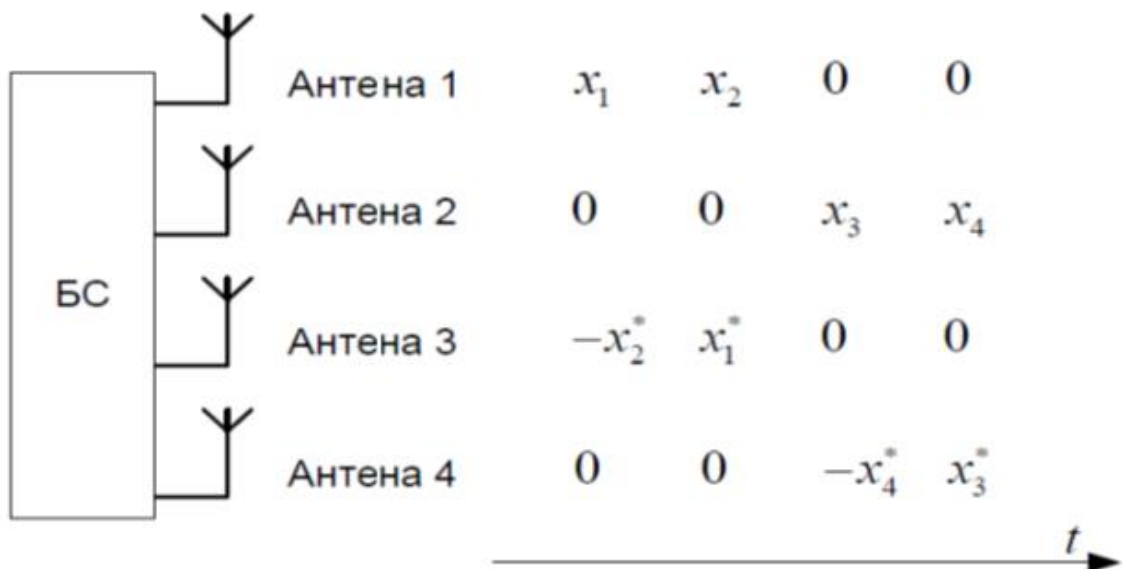 Антена 1 x₁ x₂ 0 0
Антена 2 0 0 x₃ x₄
БС
Антена 3 −x₂* x₁* 0 0
Антена 4 0 0 −x₄* x₃*
t